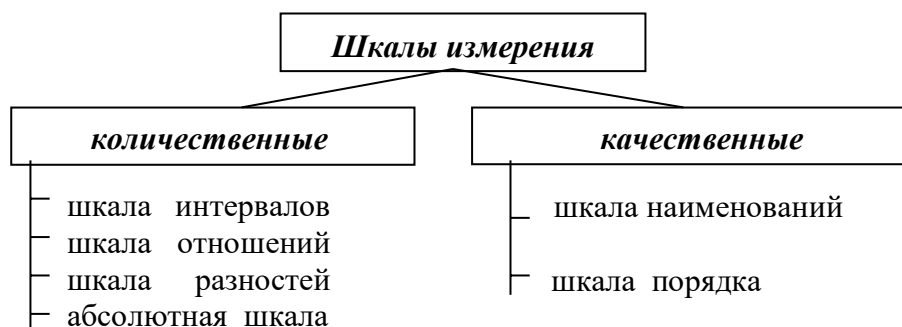 Шкалы измерения
количественные
шкала интервалов
шкала отношений
шкала разностей
абсолютная шкала
качественные
шкала наименований
шкала порядка